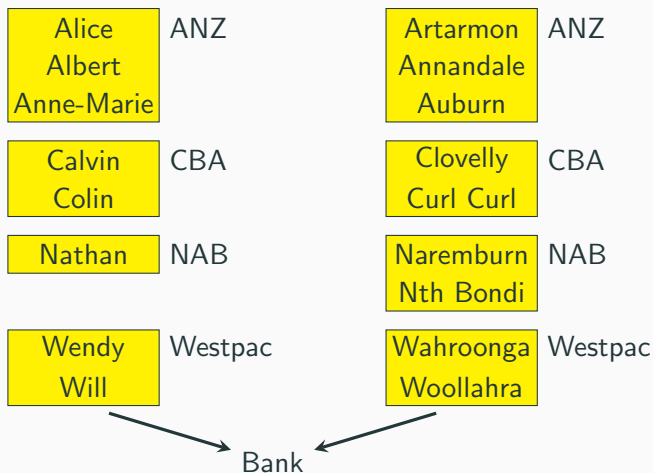 Alice ANZ
Albert
Anne-Marie
Calvin CBA
Colin
Nathan NAB
Wendy Westpac
Will
Artarmon ANZ
Annandale
Auburn
Clovelly CBA
Curl Curl
Naremburn NAB
Nth Bondi
Wahroonga Westpac
Woollahra
Bank